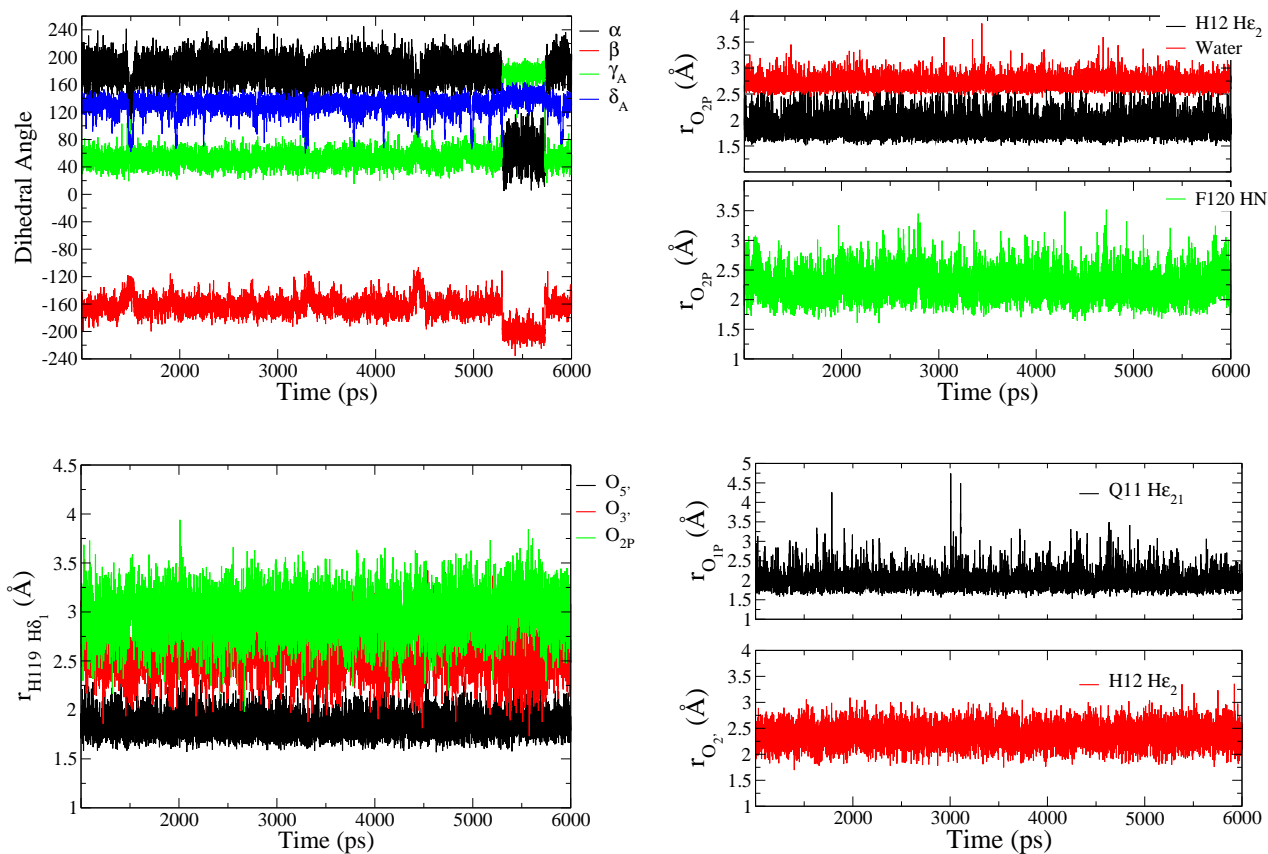 Dihedral Angle
240
200
160
120
80
40
0
-40
-80
-120
-160
-200
-240
2000 3000 4000 5000 6000
Time (ps)
α
β
γA
δA
rO2P (Å)
4
3.5
3
2.5
2
1.5
H12 Hε2
Water
rO2P (Å)
3.5
3
2.5
2
1.5
1
F120 HN
2000 3000 4000 5000 6000
Time (ps)
rH119 Hδ1 (Å)
4.5
4
3.5
3
2.5
2
1.5
1
2000 3000 4000 5000 6000
Time (ps)
O5'
O3'
O2P
rO1P (Å)
5
4.5
4
3.5
3
2.5
2
1.5
1
Q11 Hε21
2000 3000 4000 5000 6000
rO2' (Å)
4
3.5
3
2.5
2
1.5
1
H12 Hε2
2000 3000 4000 5000 6000
Time (ps)